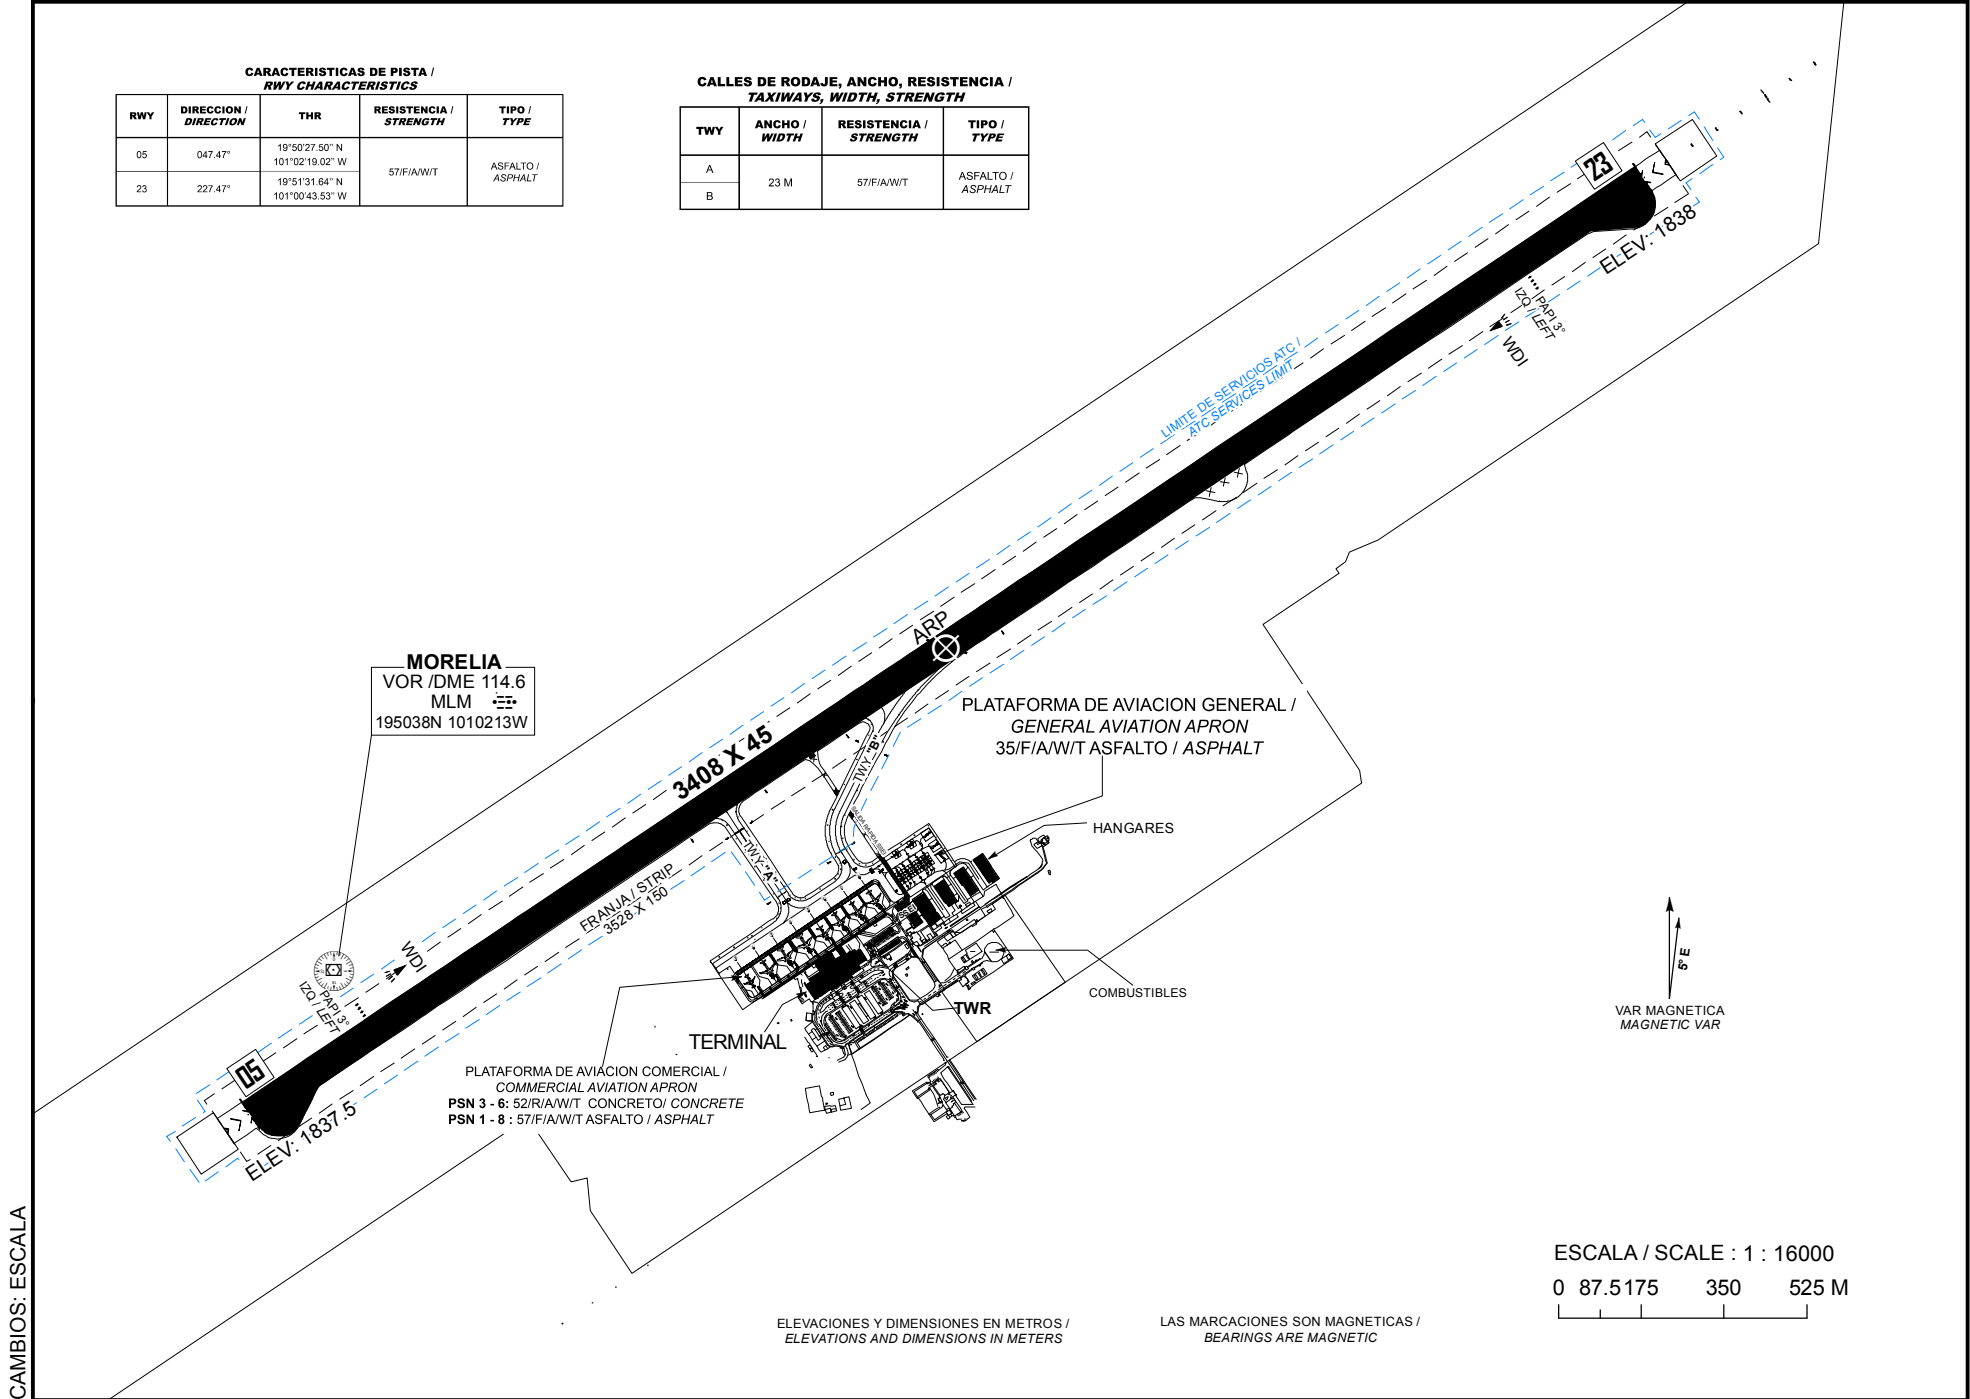 CARACTERISTICAS DE PISTA /
RWY CHARACTERISTICS
RWY
DIRECCION /
DIRECTION
THR
RESISTENCIA /
STRENGTH
TIPO /
TYPE
05
047.47°
19°50'27.50" N
101°02'19.02" W
23
227.47°
19°51'31.64" N
101°00'43.53" W
57/F/A/W/T
ASFALTO /
ASPHALT
CALLES DE RODAJE, ANCHO, RESISTENCIA /
TAXIWAYS, WIDTH, STRENGTH
TWY
ANCHO /
WIDTH
RESISTENCIA /
STRENGTH
TIPO /
TYPE
A
B
23 M
57/F/A/W/T
ASFALTO /
ASPHALT
23
ELEV: 1838
PAPI 3°
IZQ / LEFT
WDI
LIMITE DE SERVICIOS ATC /
ATC SERVICES LIMIT
ARP
MORELIA
VOR /DME 114.6
MLM
195038N 1010213W
3408 X 45
PLATAFORMA DE AVIACION GENERAL /
GENERAL AVIATION APRON
35/F/A/W/T ASFALTO / ASPHALT
TWY "B"
HANGARES
TWY "A"
FRANJA / STRIP
3528 X 150
SSEI
WDI
PAPI 3°
IZQ / LEFT
COMBUSTIBLES
TWR
TERMINAL
05
ELEV: 1837.5
PLATAFORMA DE AVIACION COMERCIAL /
COMMERCIAL AVIATION APRON
PSN 3 - 6: 52/R/A/W/T CONCRETO/ CONCRETE
PSN 1 - 8 : 57/F/A/W/T ASFALTO / ASPHALT
5° E
VAR MAGNETICA
MAGNETIC VAR
ESCALA / SCALE : 1 : 16000
0 87.5 175 350 525 M
ELEVACIONES Y DIMENSIONES EN METROS /
ELEVATIONS AND DIMENSIONS IN METERS
LAS MARCACIONES SON MAGNETICAS /
BEARINGS ARE MAGNETIC
CAMBIOS: ESCALA